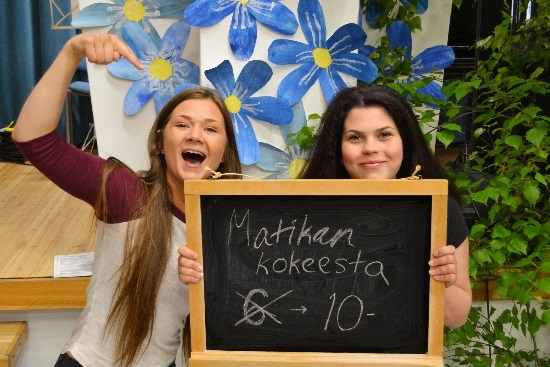 Matikan
kokeesta
6 → 10-